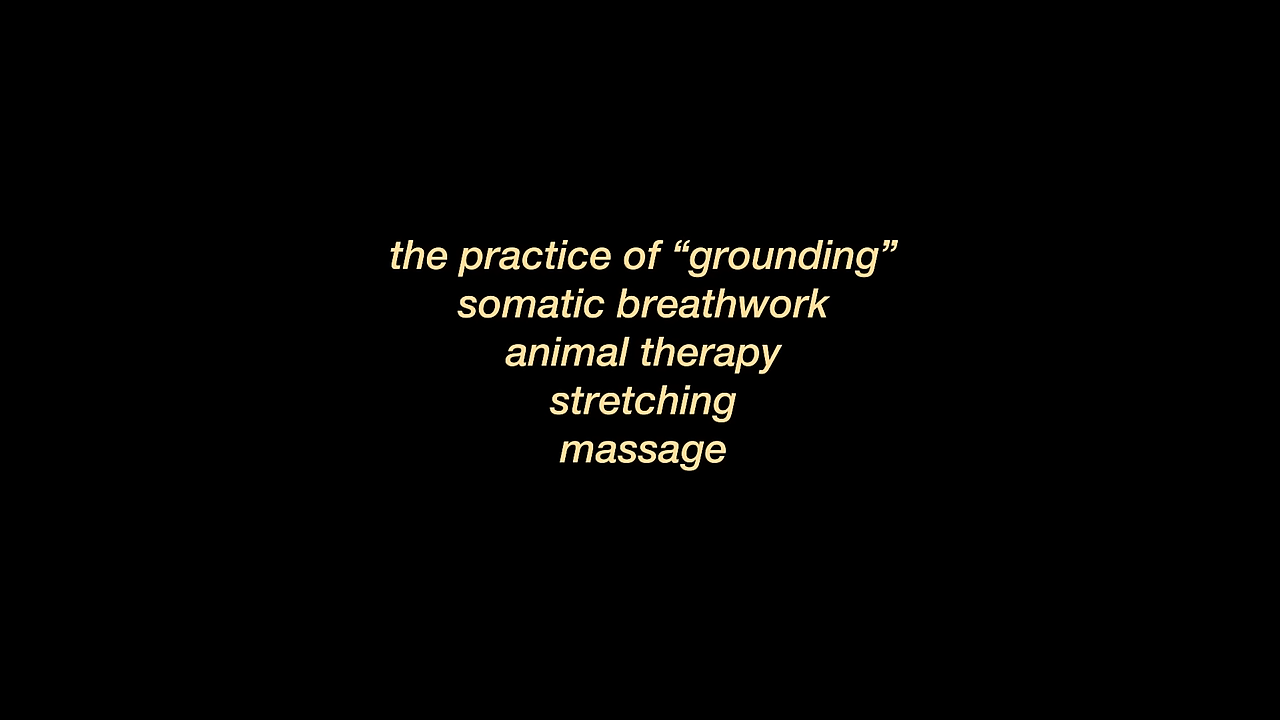 the practice of “grounding”
somatic breathwork
animal therapy
stretching
massage